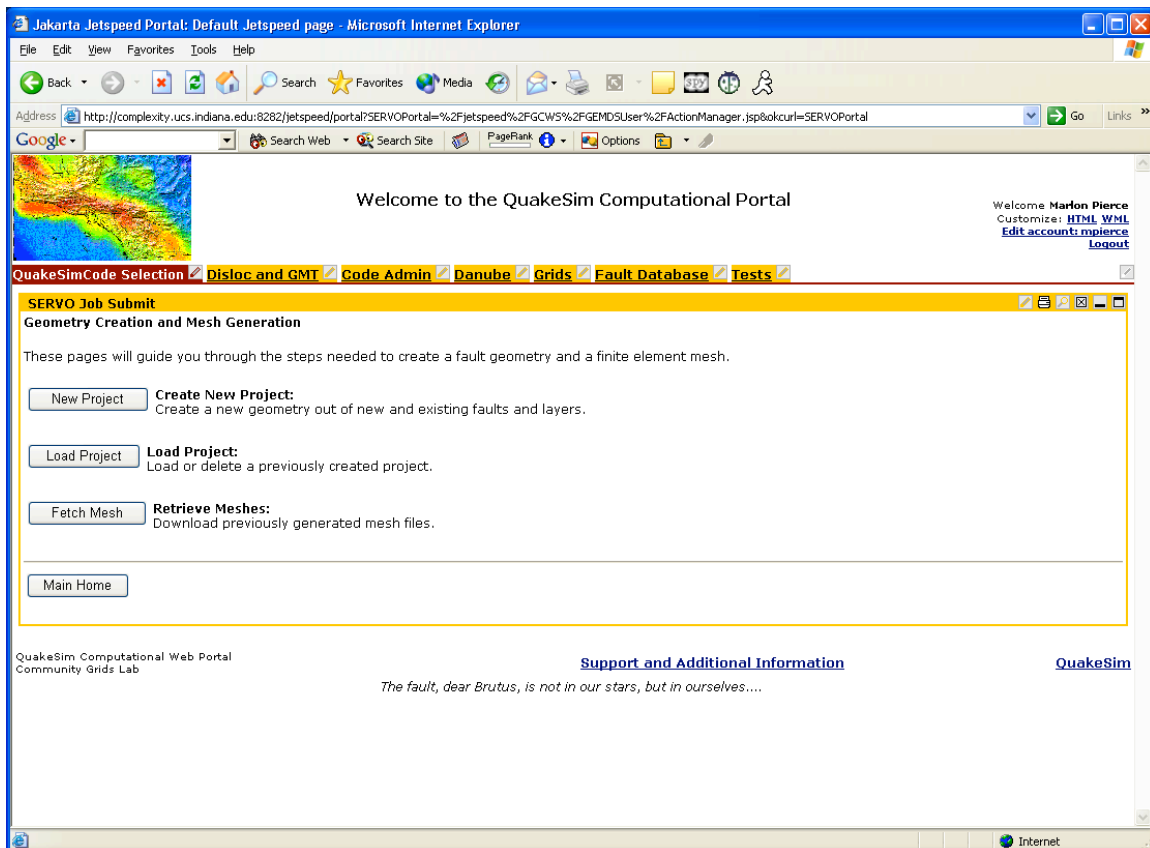 Jakarta Jetspeed Portal: Default Jetspeed page - Microsoft Internet Explorer
File Edit View Favorites Tools Help
Back Search Favorites Media SPY
Address http://complexity.ucs.indiana.edu:8282/jetspeed/portal?SERVOPortal=%2Fjetspeed%2FGCWS%2FGEMDSUser%2FActionManager.jsp&okcurl=SERVOPortal Go Links »
Google Search Web Search Site PageRank Options
Welcome to the QuakeSim Computational Portal
Welcome Marlon Pierce
Customize: HTML WML
Edit account: mpierce
Logout
QuakeSimCode Selection Disloc and GMT Code Admin Danube Grids Fault Database Tests
SERVO Job Submit
Geometry Creation and Mesh Generation
These pages will guide you through the steps needed to create a fault geometry and a finite element mesh.
New Project Create New Project:
Create a new geometry out of new and existing faults and layers.
Load Project Load Project:
Load or delete a previously created project.
Fetch Mesh Retrieve Meshes:
Download previously generated mesh files.
Main Home
QuakeSim Computational Web Portal
Community Grids Lab
Support and Additional Information
QuakeSim
The fault, dear Brutus, is not in our stars, but in ourselves....
Internet